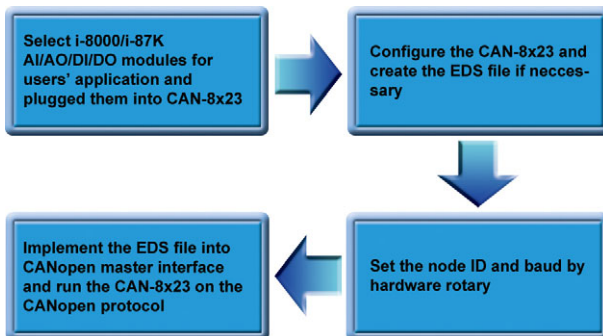 Select i-8000/i-87K
AI/AO/DI/DO modules for
users' application and
plugged them into CAN-8x23
Configure the CAN-8x23 and
create the EDS file if necces-
sary
Set the node ID and baud by
hardware rotary
Implement the EDS file into
CANopen master interface
and run the CAN-8x23 on the
CANopen protocol